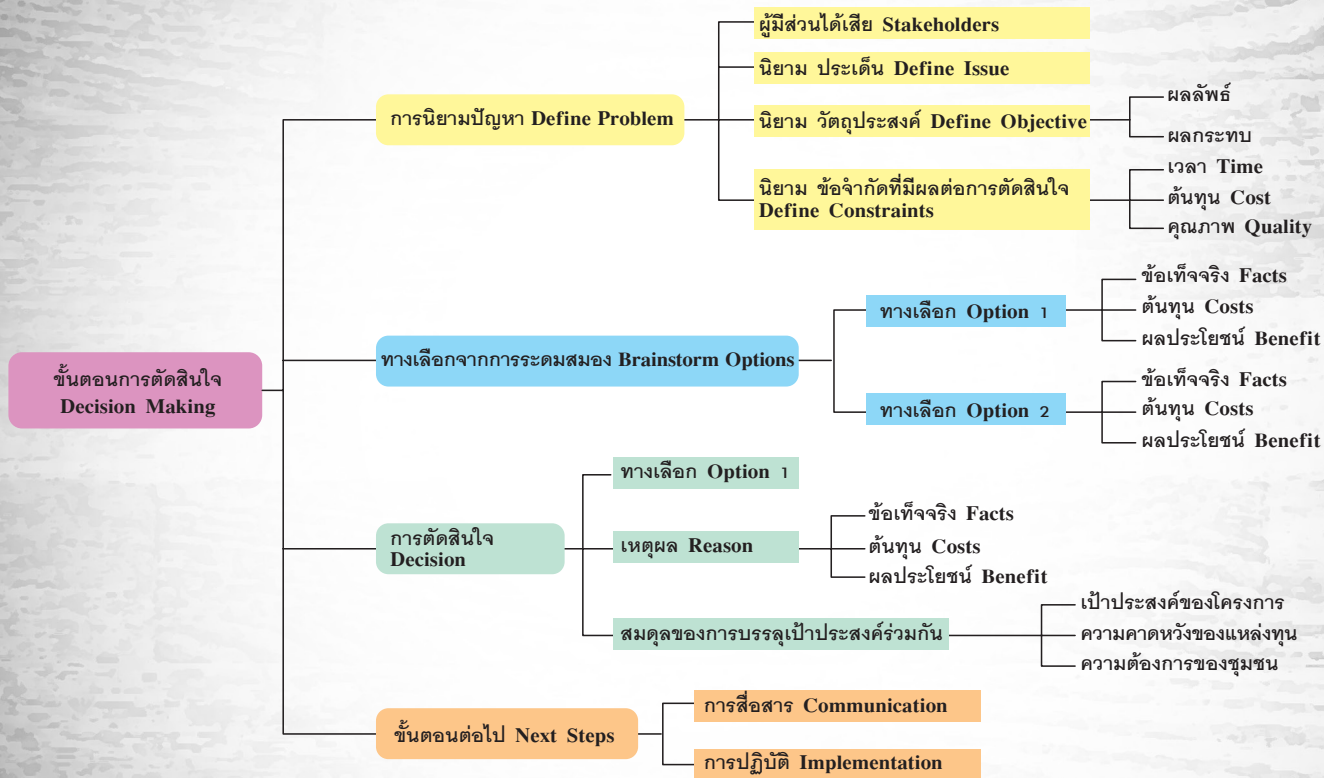 ขั้นตอนการตัดสินใจ
Decision Making
การนิยามปัญหา Define Problem
ผู้มีส่วนได้เสีย Stakeholders
นิยาม ประเด็น Define Issue
นิยาม วัตถุประสงค์ Define Objective
ผลลัพธ์
ผลกระทบ
นิยาม ข้อจำกัดที่มีผลต่อการตัดสินใจ
Define Constraints
เวลา Time
ต้นทุน Cost
คุณภาพ Quality
ทางเลือกจากการระดมสมอง Brainstorm Options
ทางเลือก Option 1
ข้อเท็จจริง Facts
ต้นทุน Costs
ผลประโยชน์ Benefit
ทางเลือก Option 2
ข้อเท็จจริง Facts
ต้นทุน Costs
ผลประโยชน์ Benefit
การตัดสินใจ
Decision
ทางเลือก Option 1
เหตุผล Reason
ข้อเท็จจริง Facts
ต้นทุน Costs
ผลประโยชน์ Benefit
สมดุลของการบรรลุเป้าประสงค์ร่วมกัน
เป้าประสงค์ของโครงการ
ความคาดหวังของแหล่งทุน
ความต้องการของชุมชน
ขั้นตอนต่อไป Next Steps
การสื่อสาร Communication
การปฏิบัติ Implementation